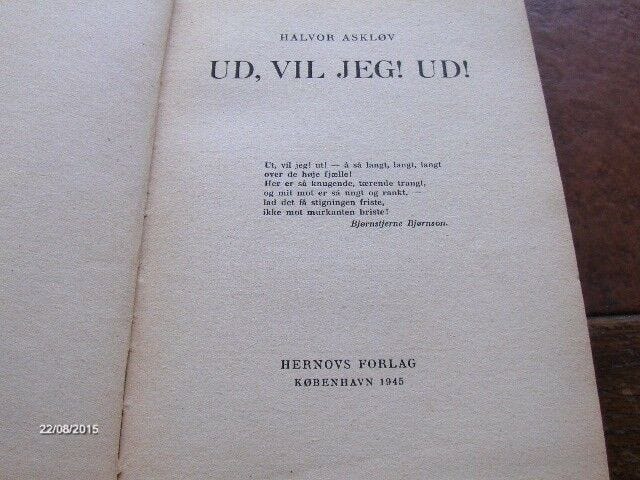 HALVOR ASKLØV
UD, VIL JEG! UD!
Ut, vil jeg! ut! — å så langt, langt, langt
over de høje fjælle!
Her er så knugende, tærende trangt,
og mit mot er så ungt og rankt, —
lad det få stigningen friste,
ikke mot murkanten briste!
Bjørnstjerne Bjørnson.
HERNOVS FORLAG
KØBENHAVN 1945
22/08/2015